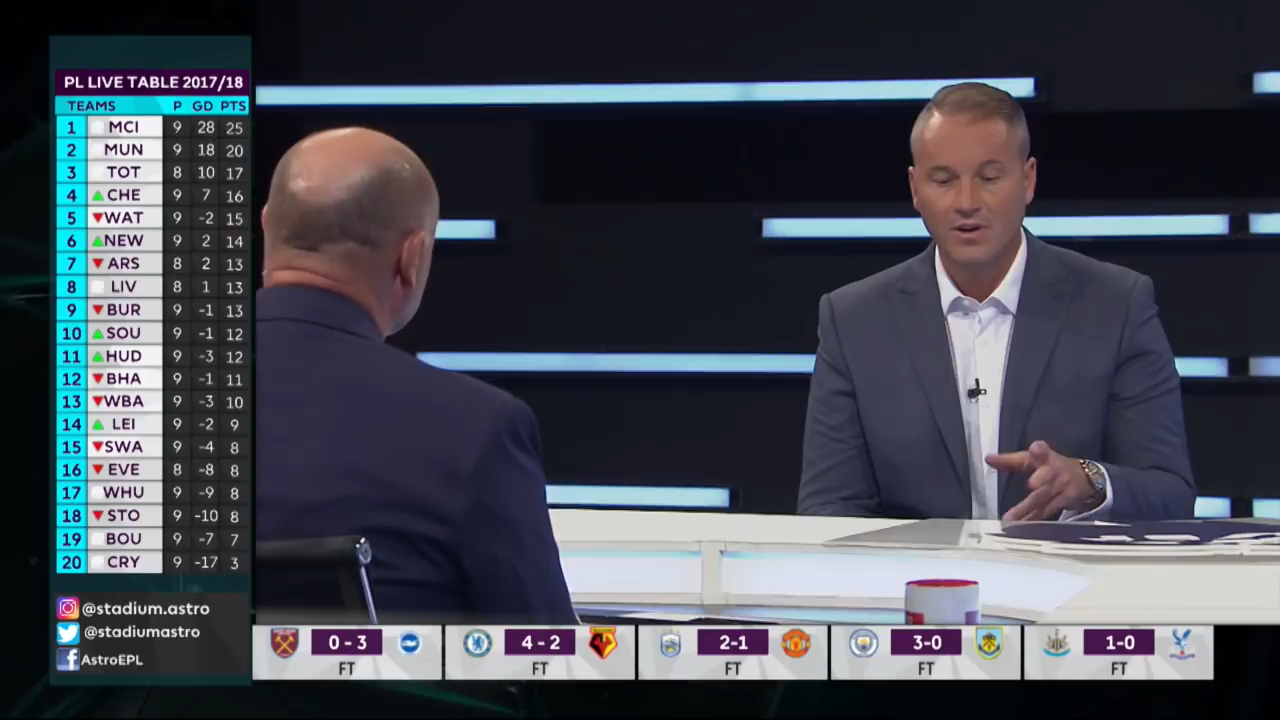 PL LIVE TABLE 2017/18
TEAMS P GD PTS
1 MCI 9 28 25
2 MUN 9 18 20
3 TOT 8 10 17
4 CHE 9 7 16
5 WAT 9 -2 15
6 NEW 9 2 14
7 ARS 8 2 13
8 LIV 8 1 13
9 BUR 9 -1 13
10 SOU 9 -1 12
11 HUD 9 -3 12
12 BHA 9 -1 11
13 WBA 9 -3 10
14 LEI 9 -2 9
15 SWA 9 -4 8
16 EVE 8 -8 8
17 WHU 9 -9 8
18 STO 9 -10 8
19 BOU 9 -7 7
20 CRY 9 -17 3
@stadium.astro
@stadiumastro
AstroEPL
0 - 3 4 - 2 2-1 3-0 1-0
FT FT FT FT FT